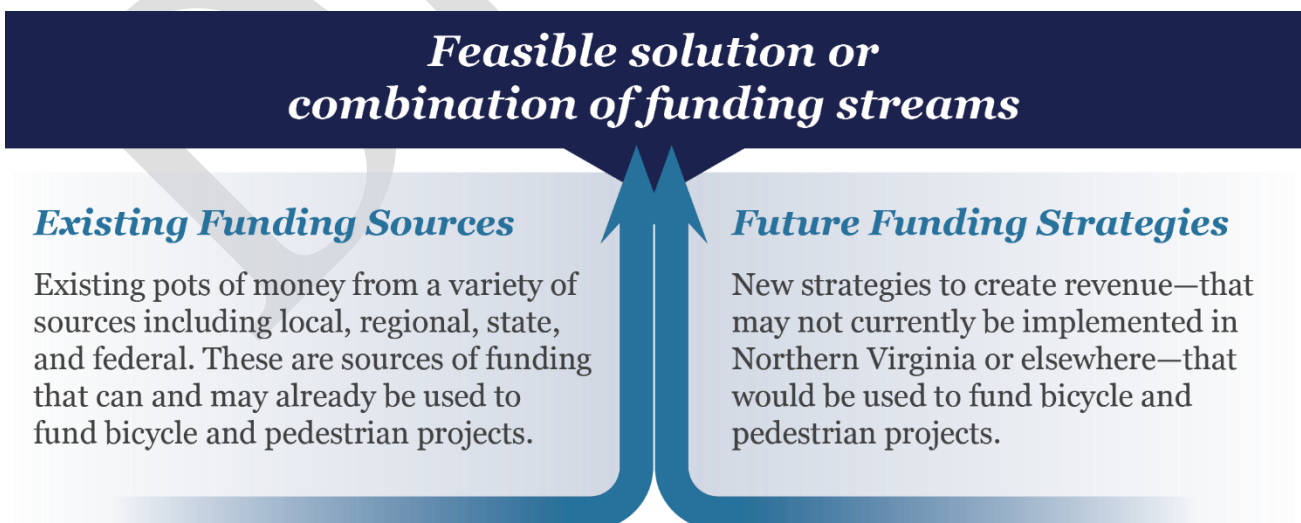 Feasible solution or
combination of funding streams
Existing Funding Sources
Existing pots of money from a variety of
sources including local, regional, state,
and federal. These are sources of funding
that can and may already be used to
fund bicycle and pedestrian projects.
Future Funding Strategies
New strategies to create revenue—that
may not currently be implemented in
Northern Virginia or elsewhere—that
would be used to fund bicycle and
pedestrian projects.